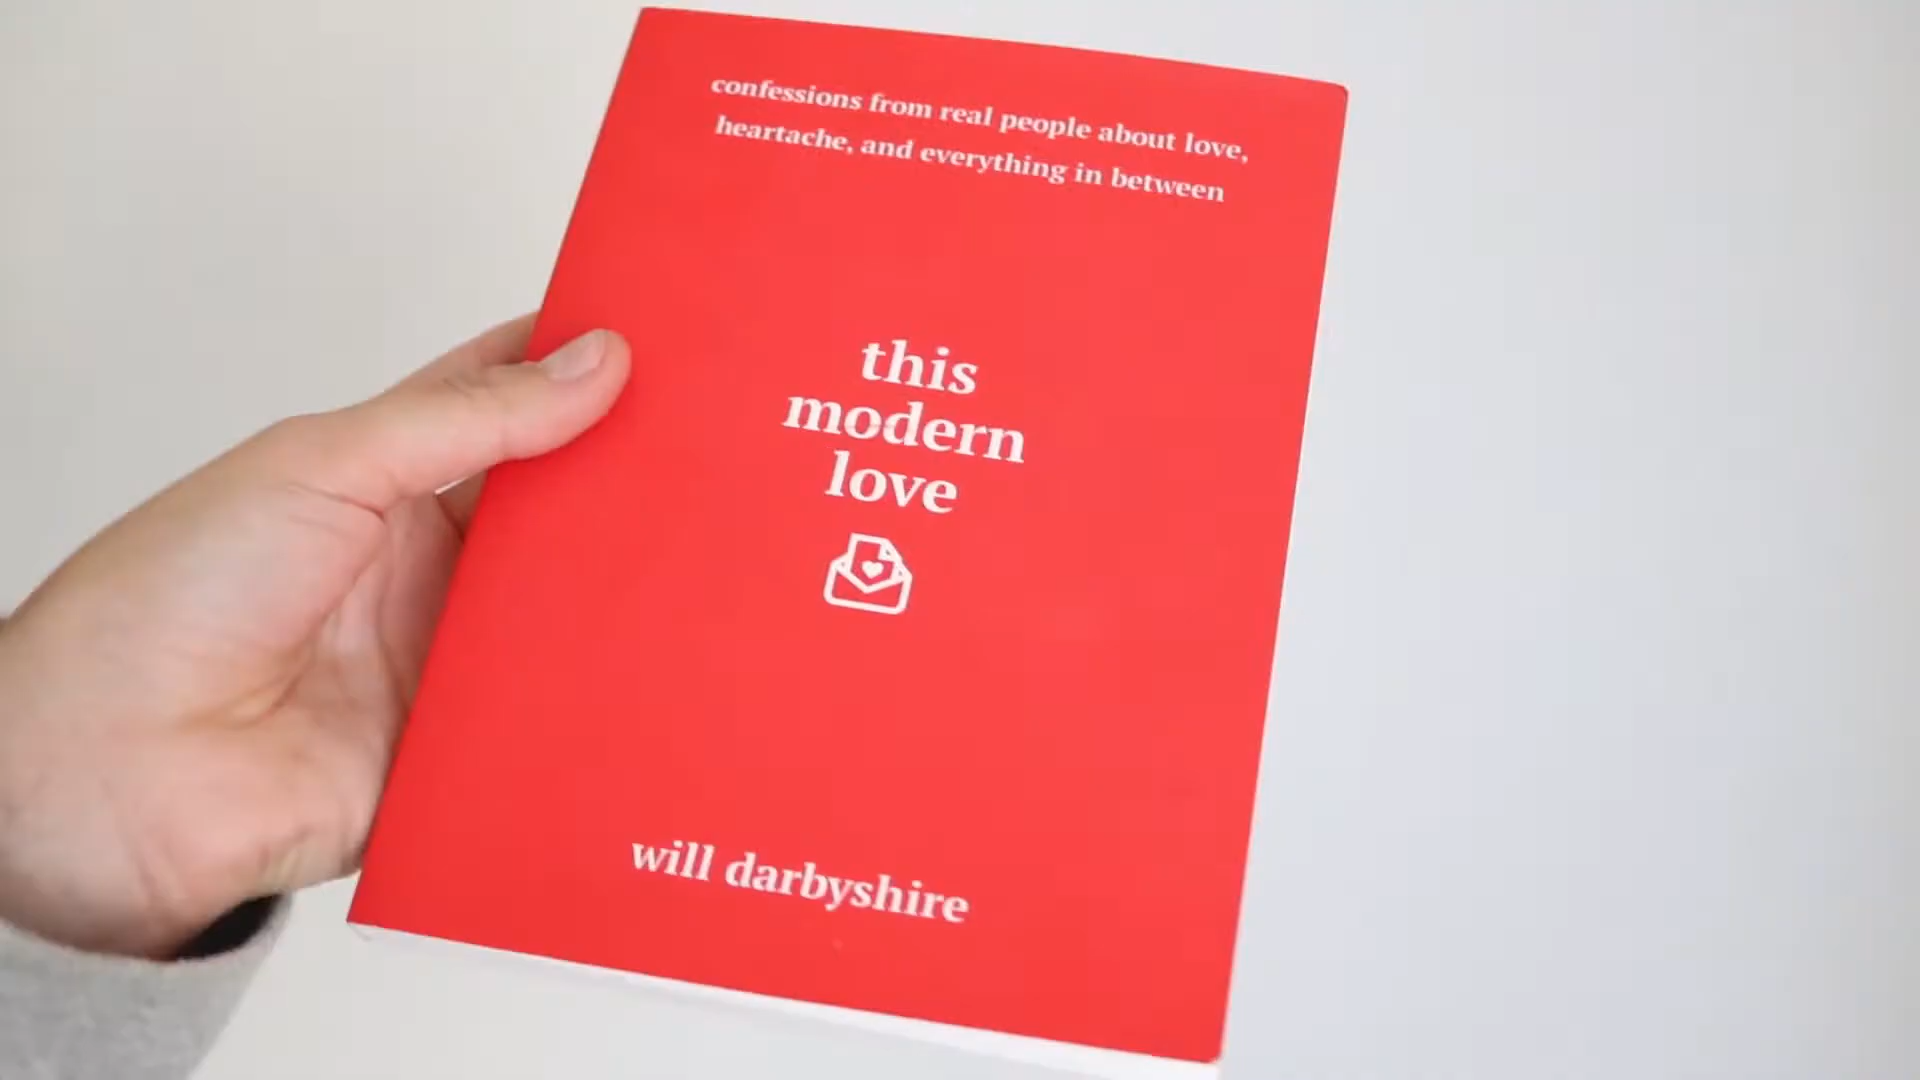 confessions from real people about love,
heartache, and everything in between
this
modern
love
will darbyshire